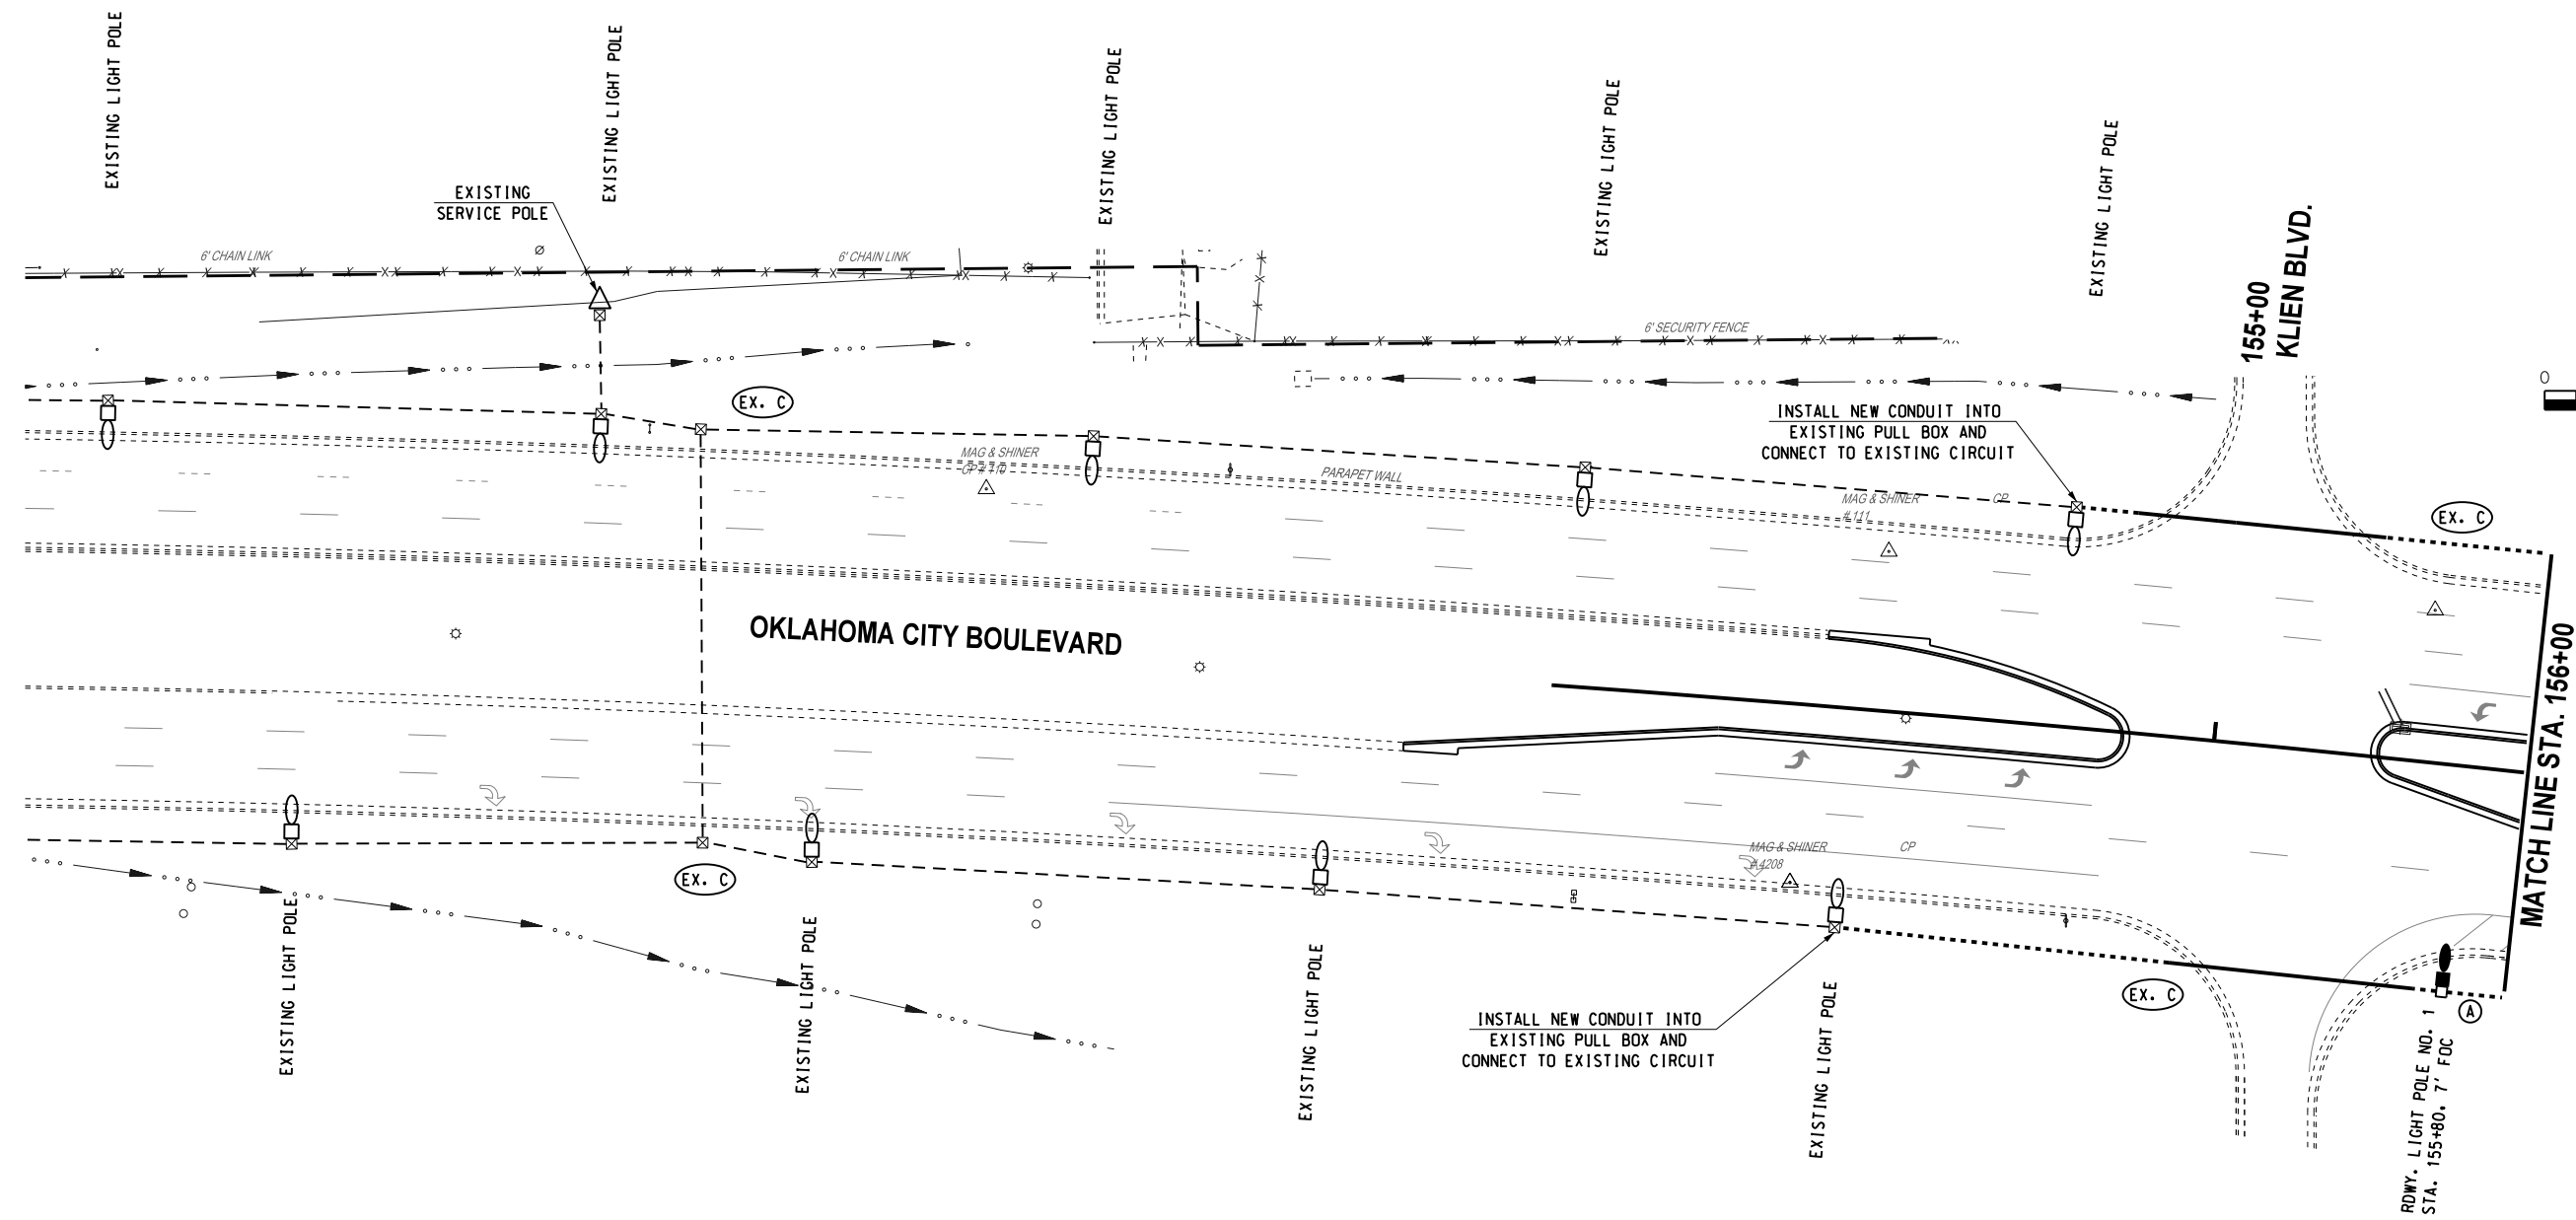 EXISTING LIGHT POLE
EXISTING LIGHT POLE
EXISTING LIGHT POLE
EXISTING LIGHT POLE
EXISTING LIGHT POLE
EXISTING
SERVICE POLE
6' CHAIN LINK
6' CHAIN LINK
155+00
KLIEN BLVD.
6' SECURITY FENCE
0
EX. C
INSTALL NEW CONDUIT INTO
EXISTING PULL BOX AND
CONNECT TO EXISTING CIRCUIT
MAG & SHINER
CP # 110
PARAPET WALL
MAG & SHINER CP
# 111
EX. C
OKLAHOMA CITY BOULEVARD
MATCH LINE STA. 156+00
MAG & SHINER CP
# 4208
EX. C
EXISTING LIGHT POLE
EXISTING LIGHT POLE
EXISTING LIGHT POLE
EXISTING LIGHT POLE
INSTALL NEW CONDUIT INTO
EXISTING PULL BOX AND
CONNECT TO EXISTING CIRCUIT
EX. C
A
RDWY. LIGHT POLE NO. 1
STA. 155+80. 7' FOC